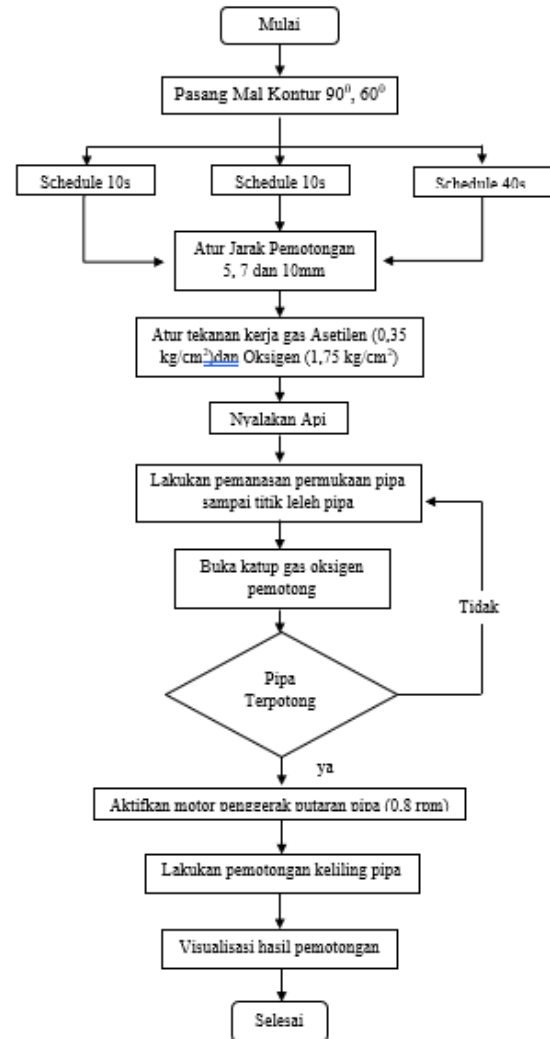 Mulai
Pasang Mal Kontur 90⁰, 60⁰
Schedule 10s
Schedule 10s
Schedule 40s
Atur Jarak Pemotongan
5, 7 dan 10mm
Atur tekanan kerja gas Asetilen (0,35
kg/cm²)dan Oksigen (1,75 kg/cm²)
Nyalakan Api
Lakukan pemanasan permukaan pipa
sampai titik leleh pipa
Buka katup gas oksigen
pemotong
Tidak
Pipa
Terpotong
ya
Aktifkan motor penggerak putaran pipa (0.8 rpm)
Lakukan pemotongan keliling pipa
Visualisasi hasil pemotongan
Selesai